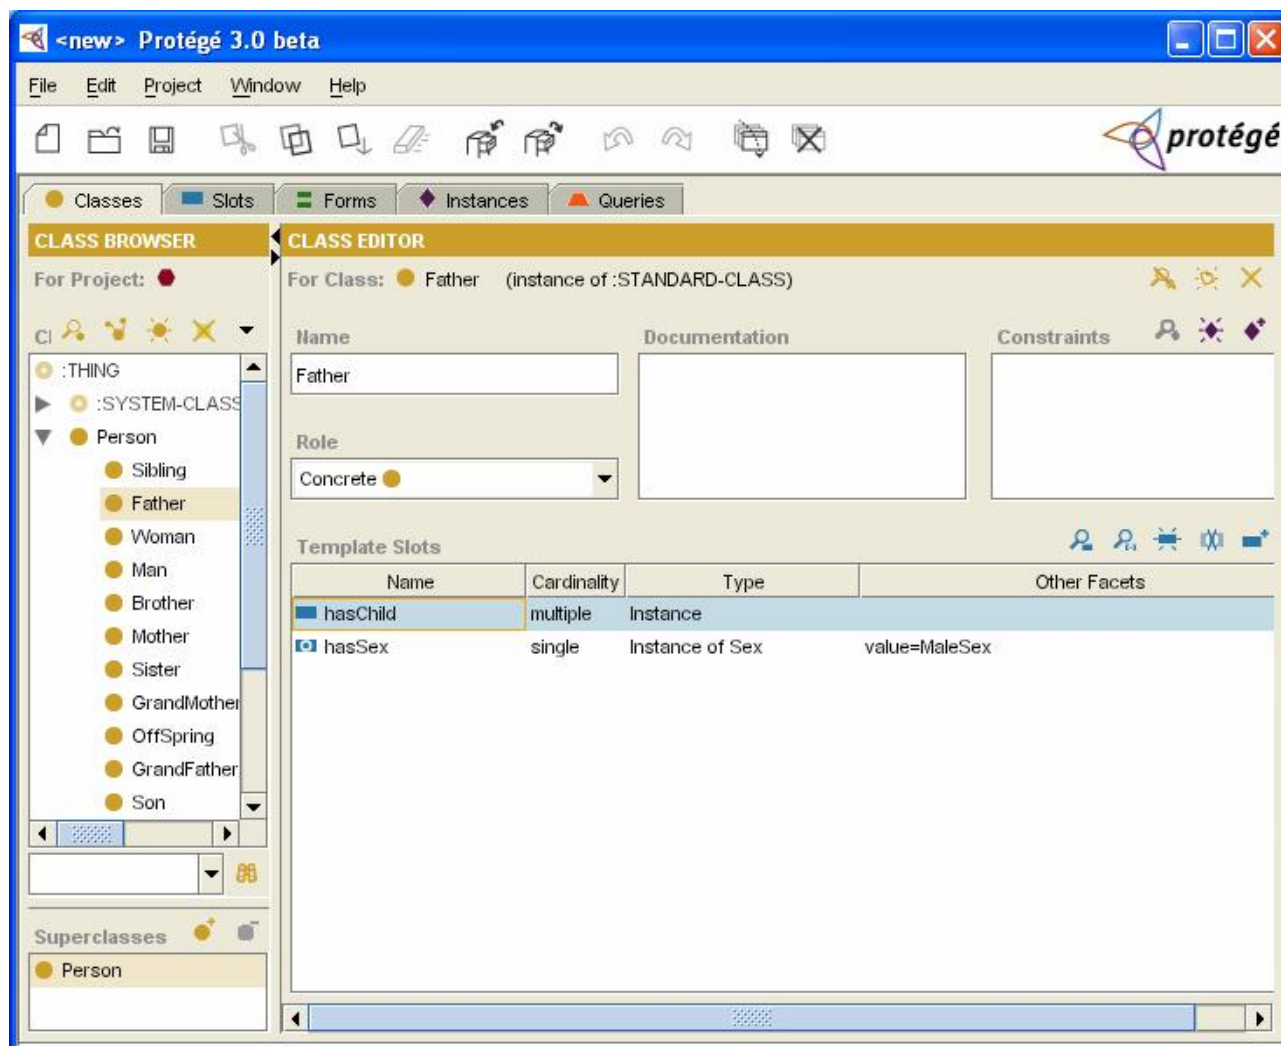 <new> Protégé 3.0 beta
File Edit Project Window Help
protégé
Classes Slots Forms Instances Queries
CLASS BROWSER
For Project:
Cl
:THING
:SYSTEM-CLASS
Person
Sibling
Father
Woman
Man
Brother
Mother
Sister
GrandMother
OffSpring
GrandFather
Son
Superclasses
Person
CLASS EDITOR
For Class: Father (instance of :STANDARD-CLASS)
Name Documentation Constraints
Father
Role
Concrete
Template Slots
Name Cardinality Type Other Facets
hasChild multiple Instance
hasSex single Instance of Sex value=MaleSex